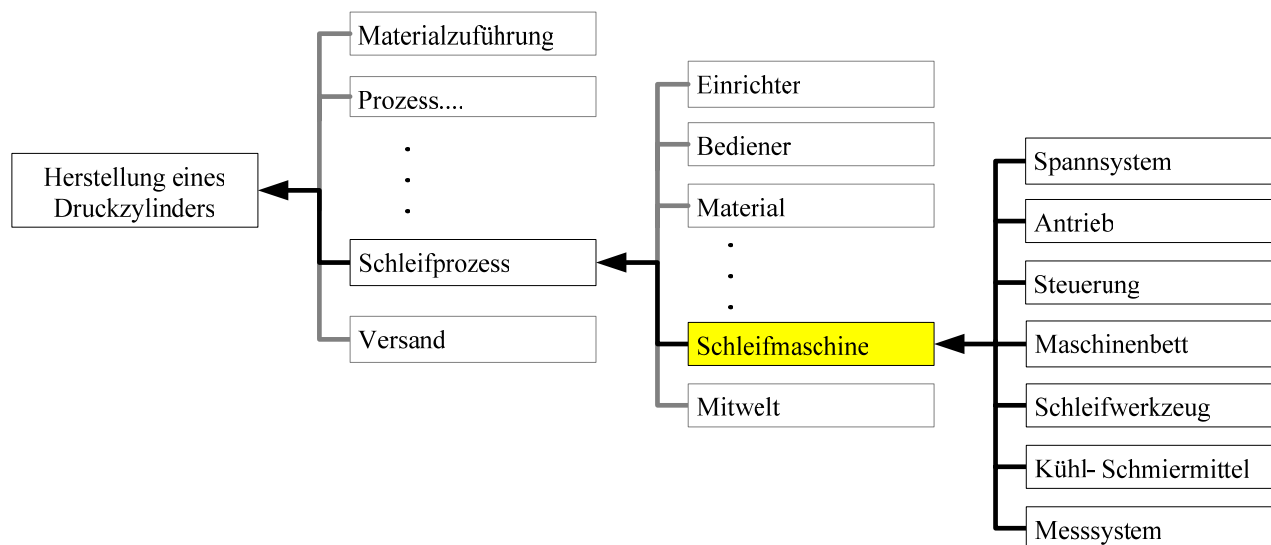 Herstellung eines
Druckzylinders
Materialzuführung
Prozess....
Schleifprozess
Versand
Einrichter
Bediener
Material
Schleifmaschine
Mitwelt
Spannsystem
Antrieb
Steuerung
Maschinenbett
Schleifwerkzeug
Kühl- Schmiermittel
Messsystem